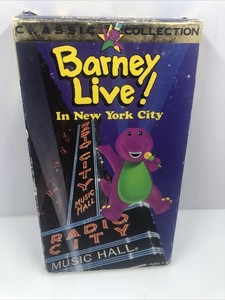 CLASSIC COLLECTION
Barney
Live!
In New York City
RADIO CITY
MUSIC HALL
RADIO
CITY
MUSIC HALL